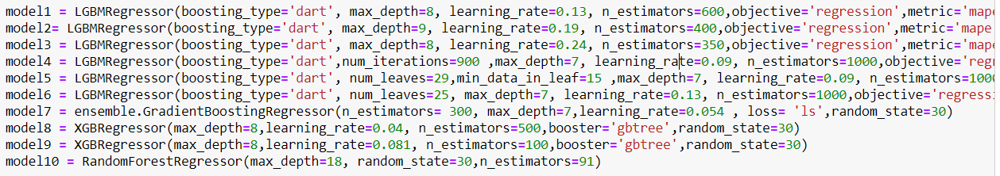 model1 = LGBMRegressor(boosting_type='dart', max_depth=8, learning_rate=0.13, n_estimators=600,objective='regression',metric='mape
model2= LGBMRegressor(boosting_type='dart', max_depth=9, learning_rate=0.19, n_estimators=400,objective='regression',metric='mape
model3 = LGBMRegressor(boosting_type='dart', max_depth=8, learning_rate=0.24, n_estimators=350,objective='regression',metric='mape
model4 = LGBMRegressor(boosting_type='dart',num_iterations=900 ,max_depth=7, learning_rate=0.09, n_estimators=1000,objective='regr
model5 = LGBMRegressor(boosting_type='dart', num_leaves=29,min_data_in_leaf=15 ,max_depth=7, learning_rate=0.09, n_estimators=1000
model6 = LGBMRegressor(boosting_type='dart', num_leaves=25, max_depth=7, learning_rate=0.13, n_estimators=1000,objective='regressi
model7 = ensemble.GradientBoostingRegressor(n_estimators= 300, max_depth=7,learning_rate=0.054 , loss= 'ls',random_state=30)
model8 = XGBRegressor(max_depth=8,learning_rate=0.04, n_estimators=500,booster='gbtree',random_state=30)
model9 = XGBRegressor(max_depth=8,learning_rate=0.081, n_estimators=100,booster='gbtree',random_state=30)
model10 = RandomForestRegressor(max_depth=18, random_state=30,n_estimators=91)